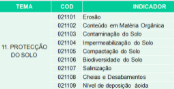 TEMA COD INDICADOR
11. PROTECÇÃO DO SOLO
021101 Erosão
021102 Conteúdo em Matéria Orgânica
021103 Contaminação do Solo
021104 Impermeabilização do Solo
021105 Compactação do Solo
021106 Biodiversidade do Solo
021107 Salinização
021108 Cheias e Desabamentos
021109 Nível de deposição ácida